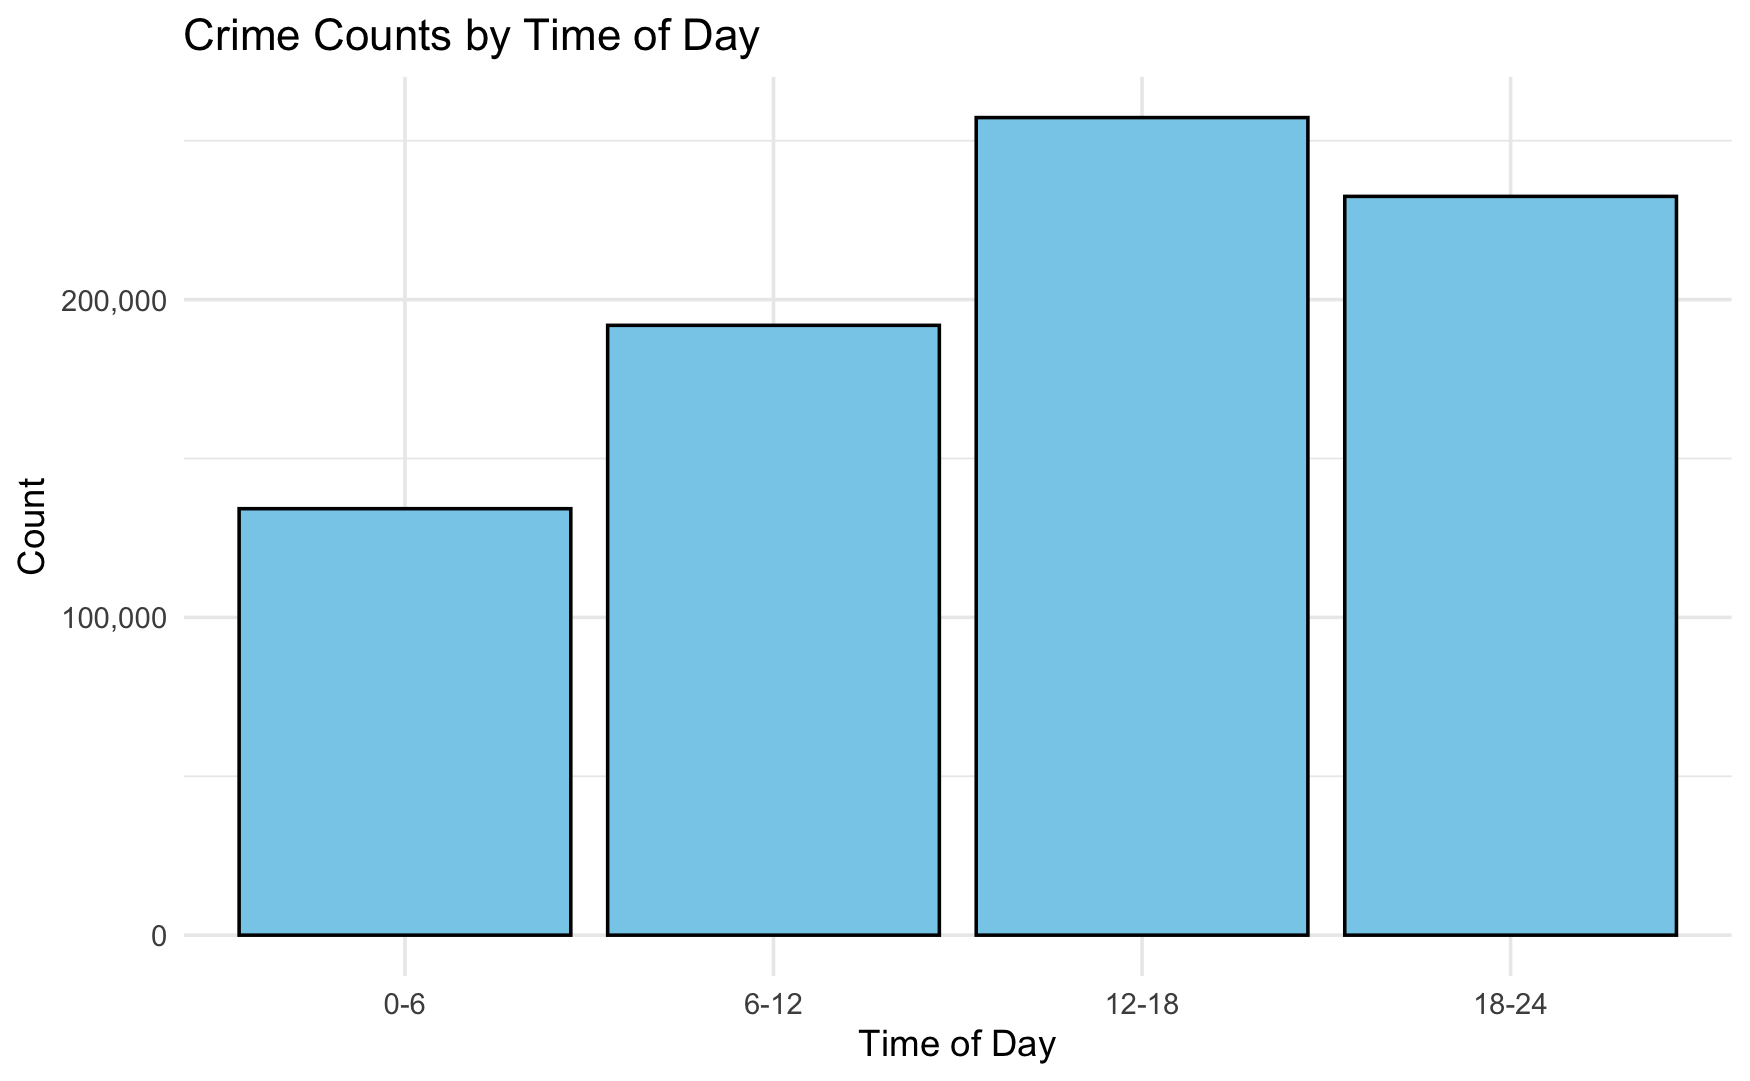 Crime Counts by Time of Day
Count
200,000
100,000
0
0-6 6-12 12-18 18-24
Time of Day